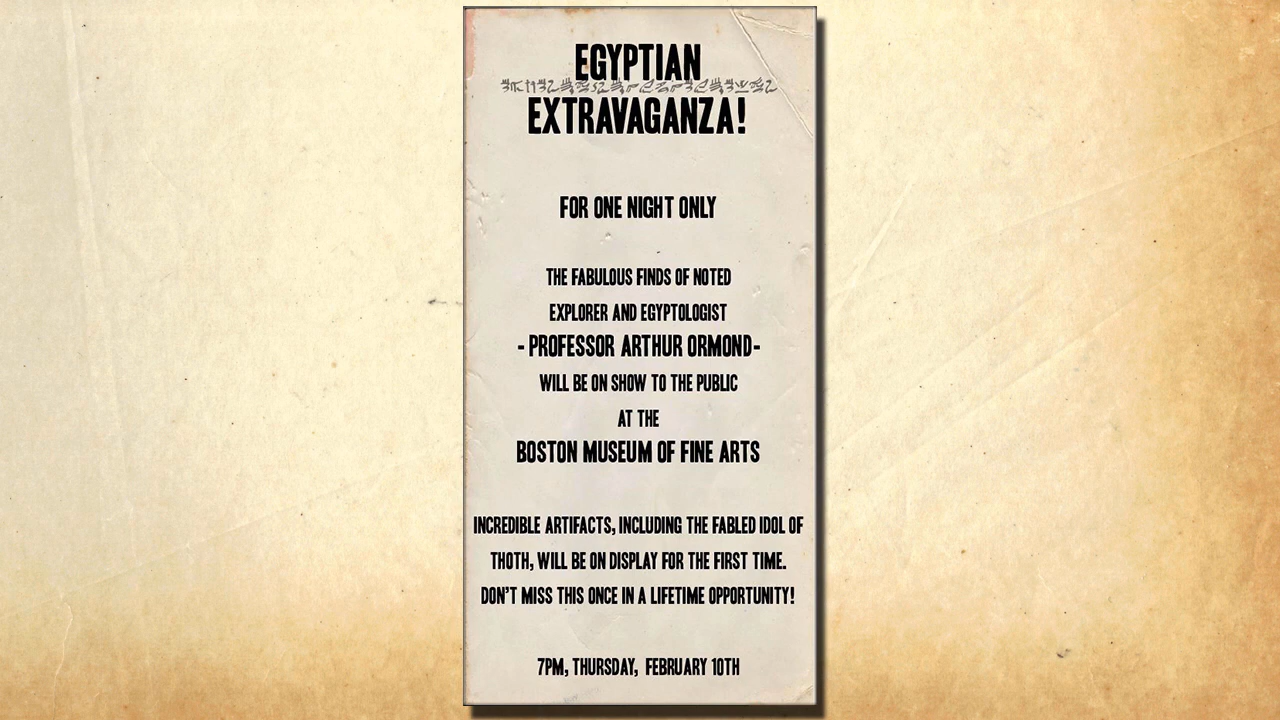 EGYPTIAN
EXTRAVAGANZA!
FOR ONE NIGHT ONLY
THE FABULOUS FINDS OF NOTED
EXPLORER AND EGYPTOLOGIST
- PROFESSOR ARTHUR ORMOND-
WILL BE ON SHOW TO THE PUBLIC
AT THE
BOSTON MUSEUM OF FINE ARTS
INCREDIBLE ARTIFACTS, INCLUDING THE FABLED IDOL OF
THOTH, WILL BE ON DISPLAY FOR THE FIRST TIME.
DON'T MISS THIS ONCE IN A LIFETIME OPPORTUNITY!
7PM, THURSDAY, FEBRUARY 10TH